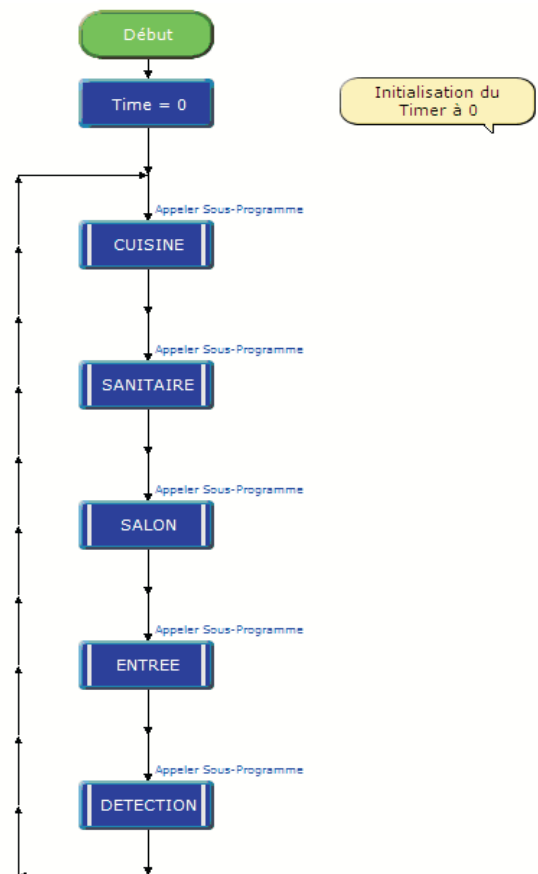 Début
Time = 0
Initialisation du
Timer à 0
Appeler Sous-Programme
CUISINE
Appeler Sous-Programme
SANITAIRE
Appeler Sous-Programme
SALON
Appeler Sous-Programme
ENTREE
Appeler Sous-Programme
DETECTION